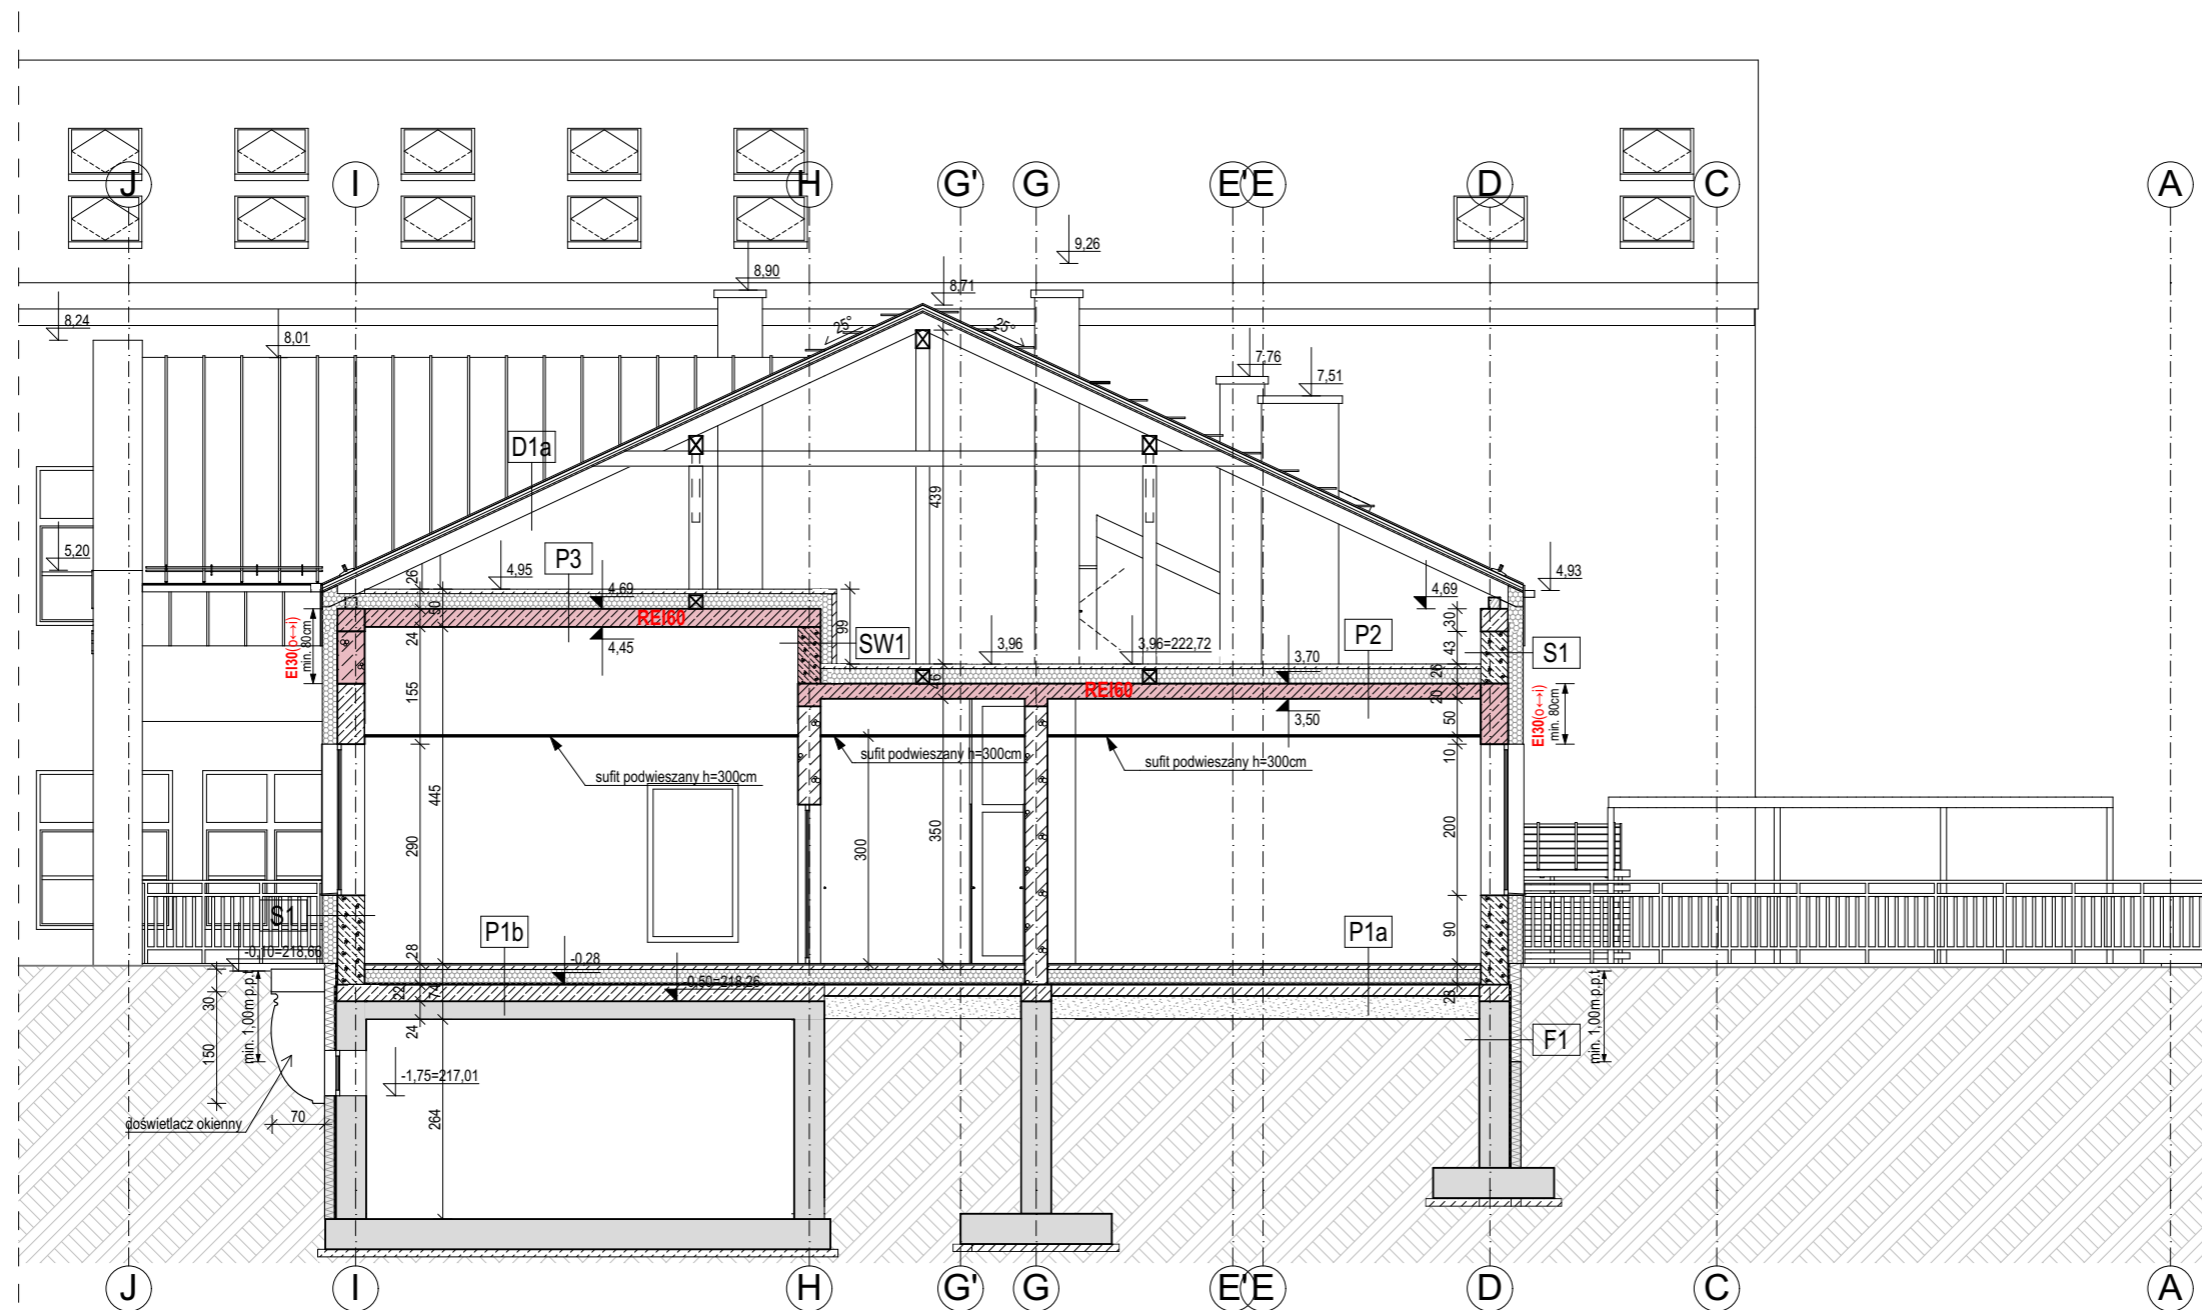 J I H G' G E' E D C A
9,26
8,90
8,71
8,24
8,01
25°
25°
7,76
7,51
D1a
439
5,20
P3
4,95
4,69
4,93
4,69
26
50
REI60
99
30
EI30(o↔i)
min. 80cm
24
4,45
SW1
3,96
3,96=222,72
P2
43
S1
3,70
26
46
REI60
20
155
3,50
50
EI30(o↔i)
min. 80cm
sufit podwieszany h=300cm
sufit podwieszany h=300cm
sufit podwieszany h=300cm
10
445
290
300
350
200
S1
P1b
P1a
90
-0,10=218,66
28
-0,28
22
74
-0,50=218,26
28
30
min. 1,00m p.p.t
min. 1,00m p.p.t
24
150
F1
-1,75=217,01
doświetlacz okienny
70
264
J I H G' G E' E D C A